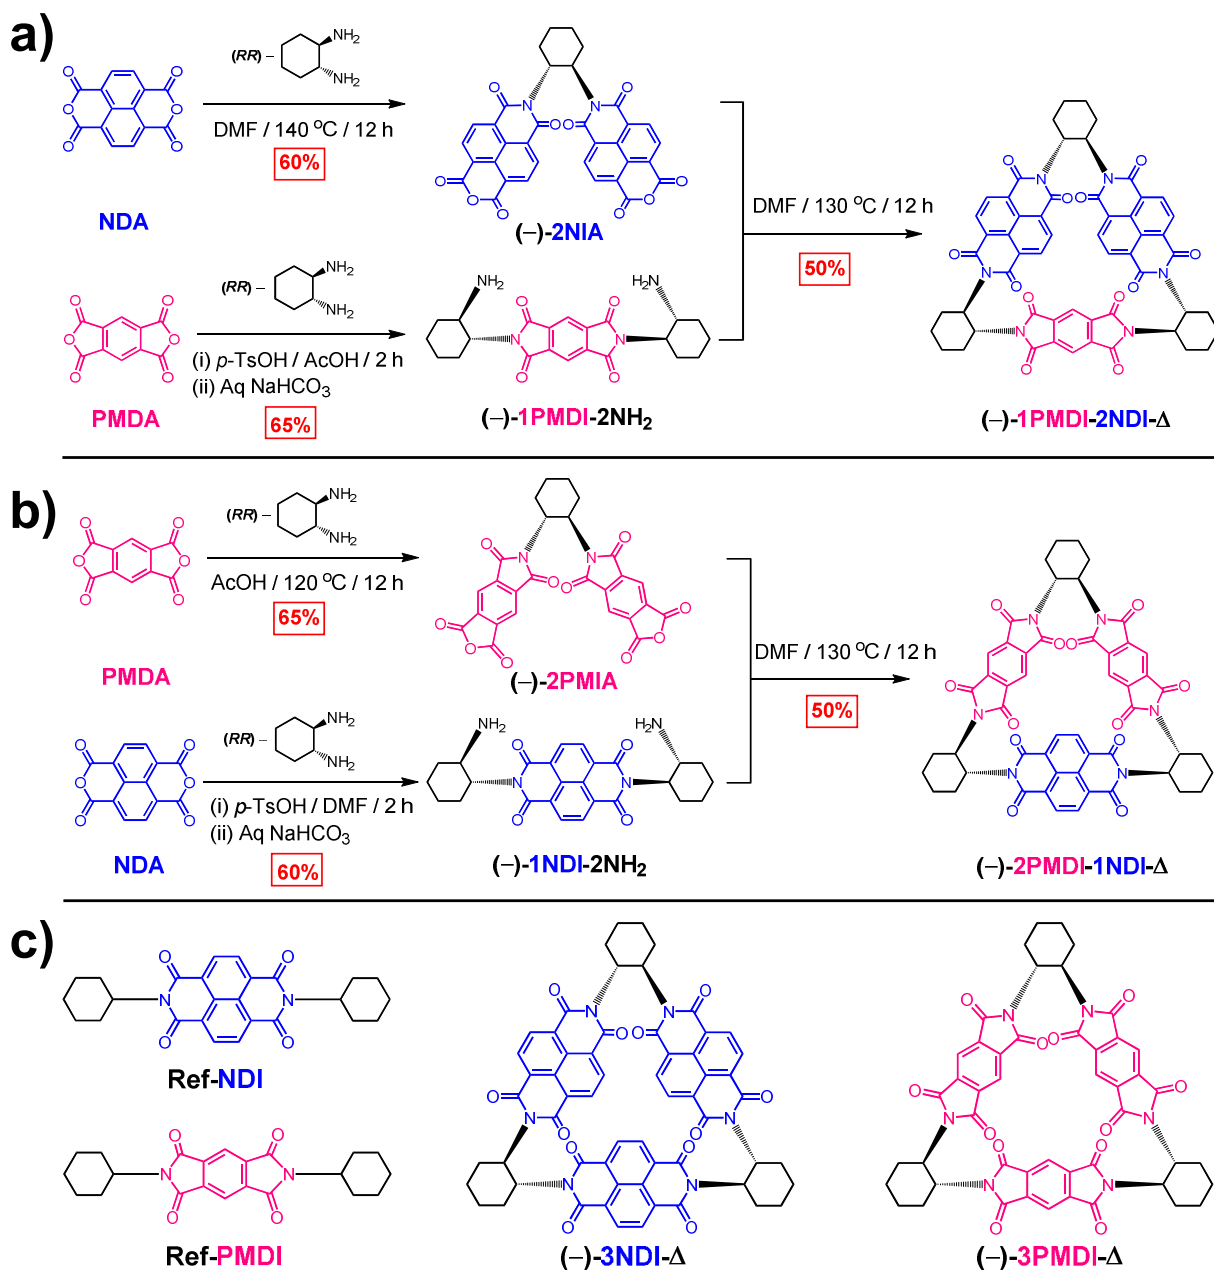 a)
(RR) –
NH2
NH2
DMF / 140 °C / 12 h
60%
NDA
O
O
O
O
O
O
O
O
N
O
O
N
O
O
O
O
O
O
O
O
(–)-2NIA
(RR) –
NH2
NH2
(i) p-TsOH / AcOH / 2 h
(ii) Aq NaHCO3
65%
PMDA
O
O
O
O
O
O
NH2
H2N
O
O
N
N
O
O
(–)-1PMDI-2NH2
DMF / 130 °C / 12 h
50%
O
N
O
O
N
O
O
N
O
O
N
O
O
O
N
N
O
O
(–)-1PMDI-2NDI-Δ
b)
(RR) –
NH2
NH2
AcOH / 120 °C / 12 h
65%
PMDA
O
O
O
O
O
O
O
N
O
O
N
O
O
O
O
O
O
O
(–)-2PMIA
(RR) –
NH2
NH2
(i) p-TsOH / DMF / 2 h
(ii) Aq NaHCO3
60%
NDA
O
O
O
O
O
O
NH2
H2N
O
O
N
N
O
O
(–)-1NDI-2NH2
DMF / 130 °C / 12 h
50%
O
N
O
O
N
O
O
N
O
O
N
O
O
O
N
N
O
O
(–)-2PMDI-1NDI-Δ
c)
O
O
N
N
O
O
Ref-NDI
O
O
N
N
O
O
Ref-PMDI
O
N
O
O
N
O
O
N
O
O
N
O
O
O
N
N
O
O
(–)-3NDI-Δ
O
N
O
O
N
O
O
N
O
O
N
O
O
O
N
N
O
O
(–)-3PMDI-Δ